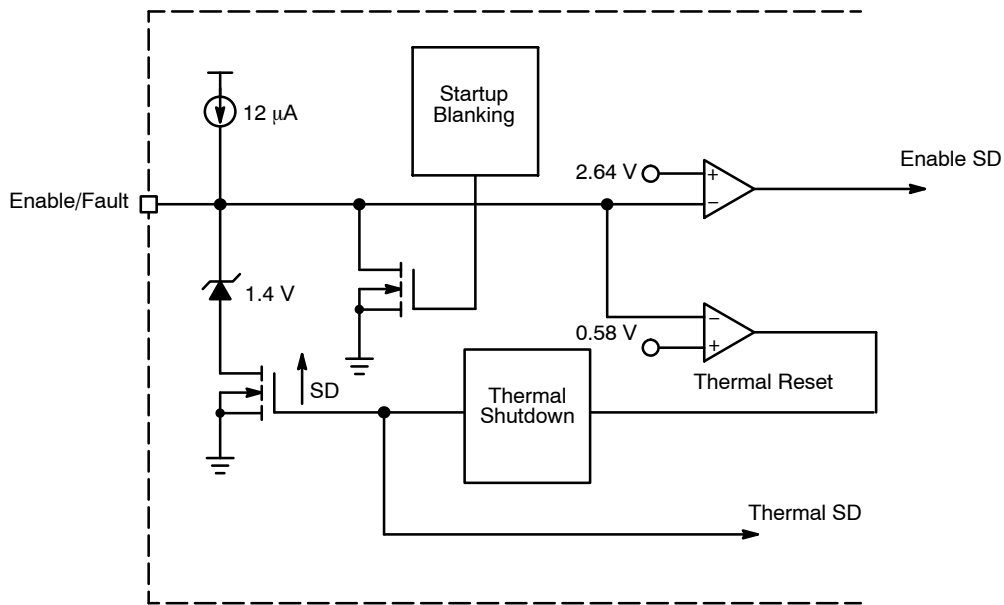 12 μA
Startup
Blanking
2.64 V
+
−
Enable SD
Enable/Fault
1.4 V
0.58 V
−
+
Thermal Reset
SD
Thermal
Shutdown
Thermal SD